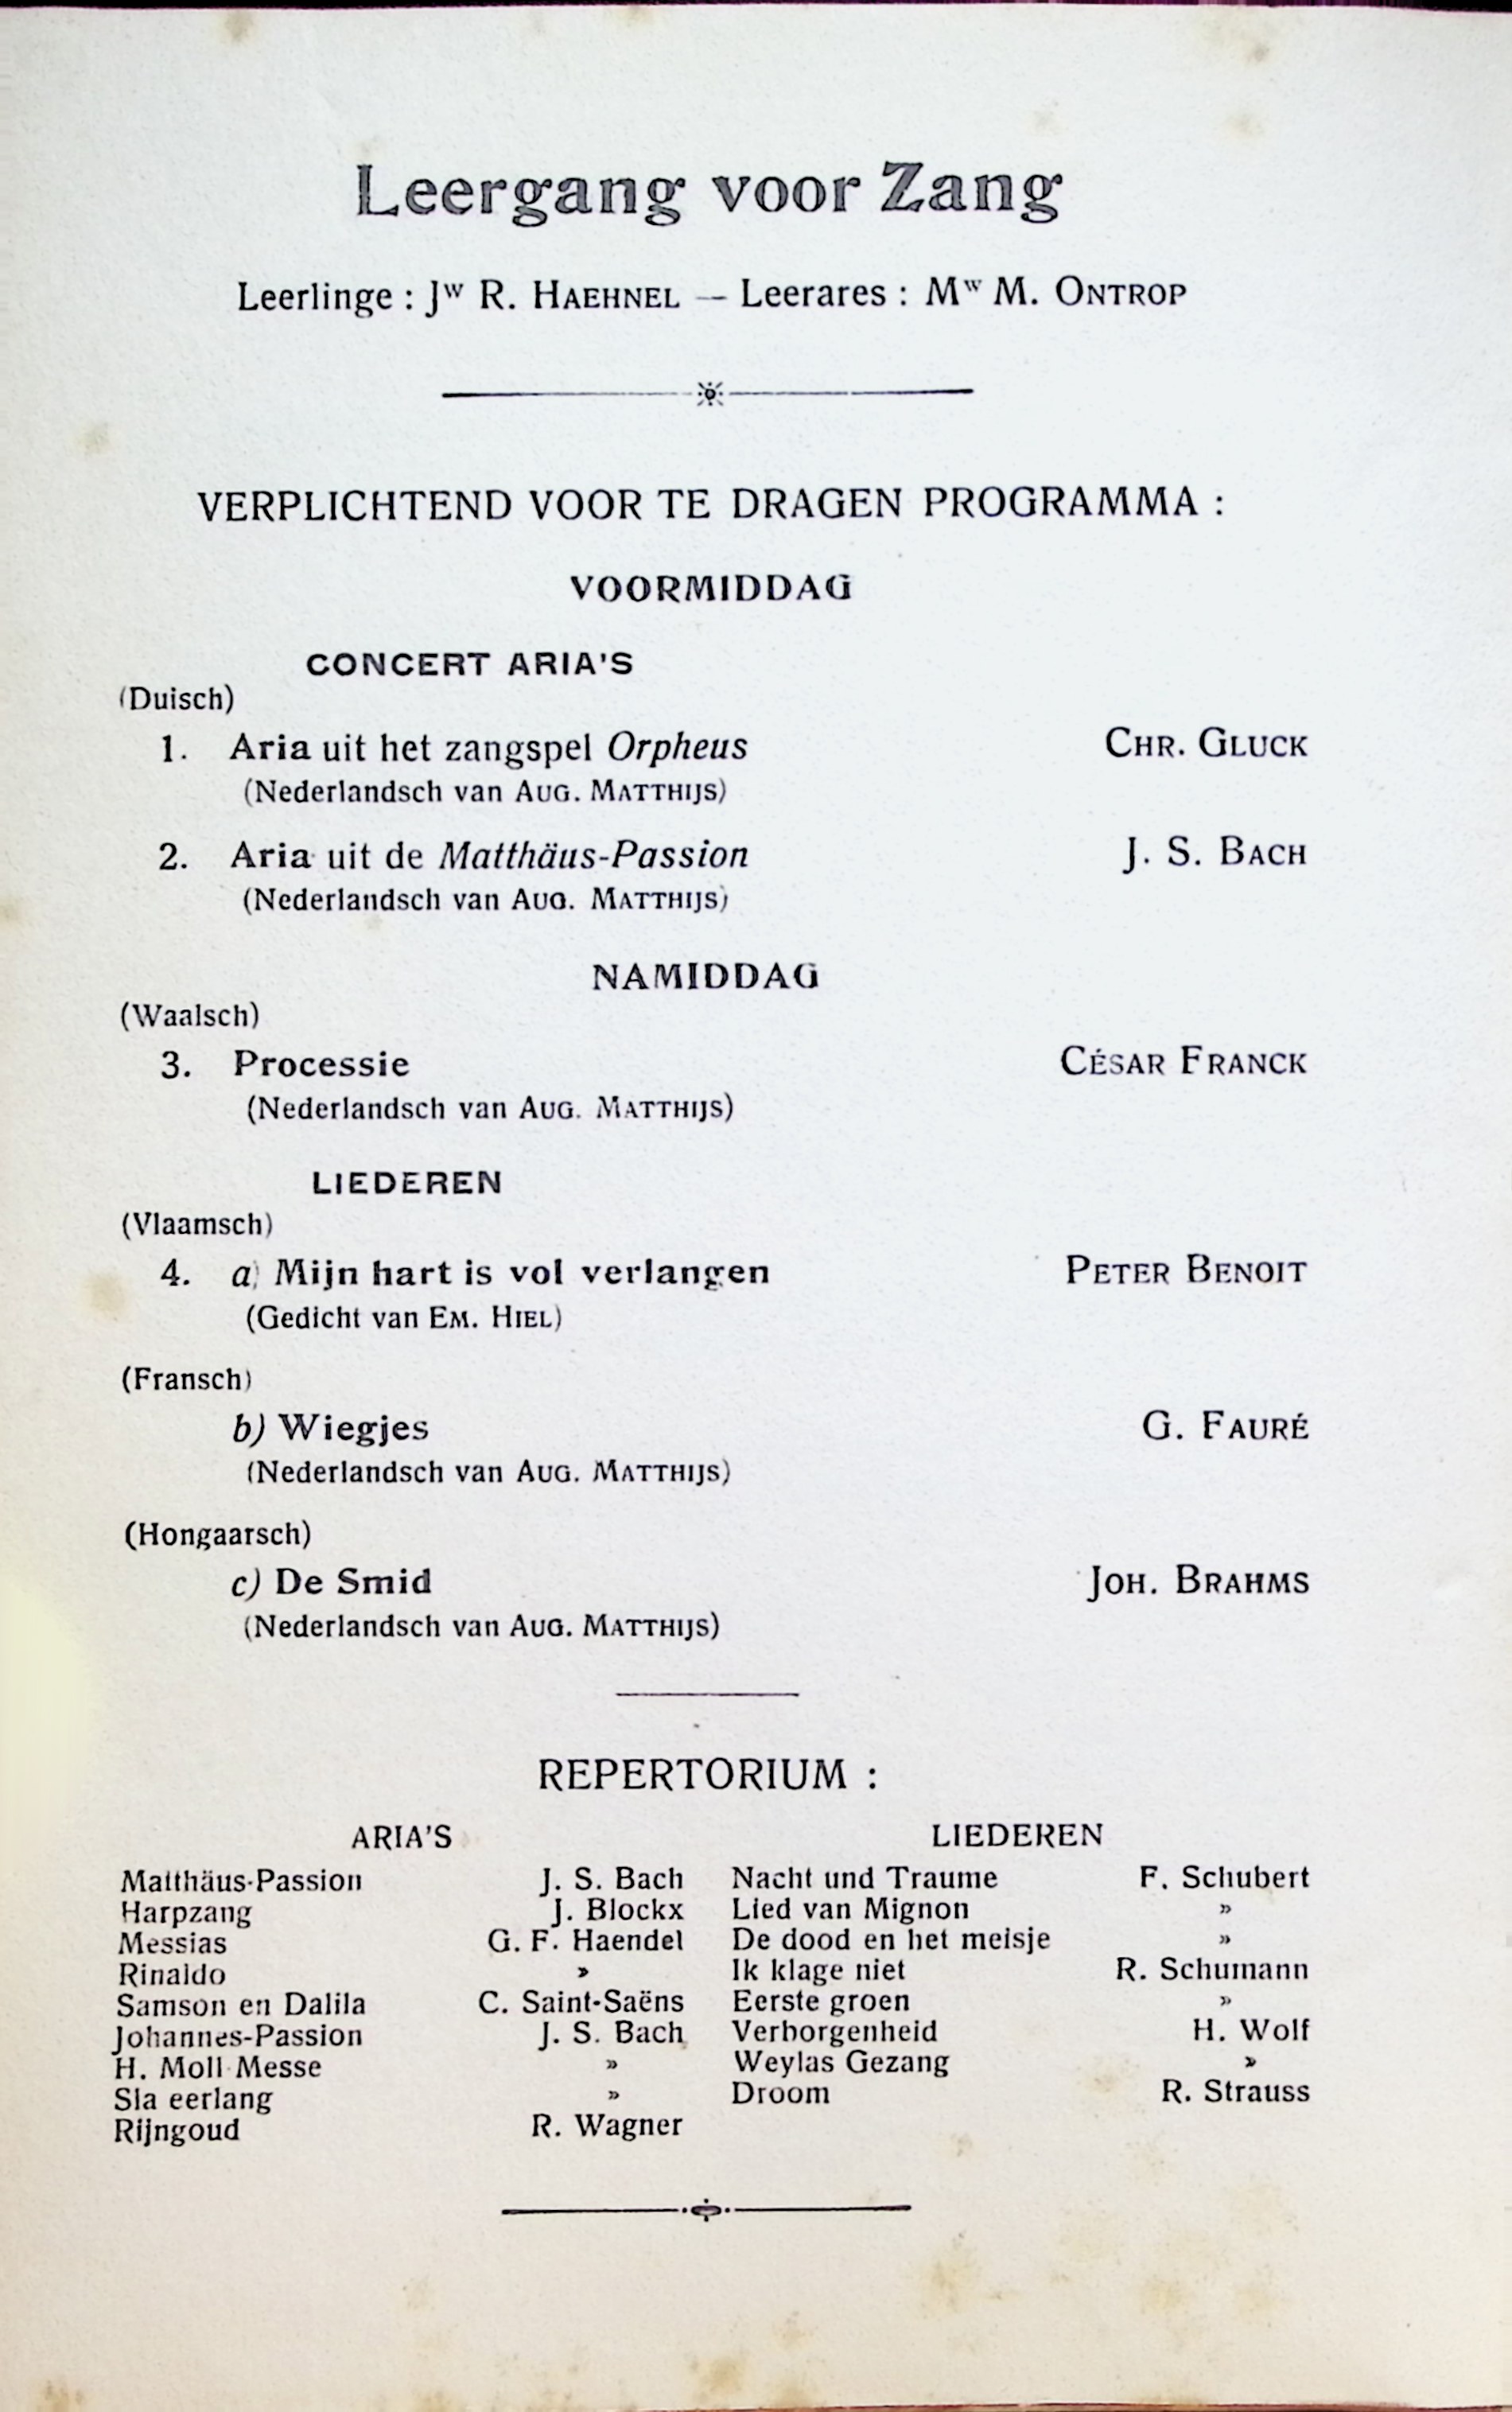 Leergang voor Zang
Leerlinge : Jw R. HAEHNEL — Leerares : Mw M. ONTROP
VERPLICHTEND VOOR TE DRAGEN PROGRAMMA :
VOORMIDDAG
CONCERT ARIA'S
(Duisch)
1. Aria uit het zangspel Orpheus CHR. GLUCK
(Nederlandsch van AUG. MATTHIJS)
2. Aria uit de Matthäus-Passion J. S. BACH
(Nederlandsch van AUG. MATTHIJS)
NAMIDDAG
(Waalsch)
3. Processie CÉSAR FRANCK
(Nederlandsch van AUG. MATTHIJS)
LIEDEREN
(Vlaamsch)
4. a) Mijn hart is vol verlangen PETER BENOIT
(Gedicht van EM. HIEL)
(Fransch)
b) Wiegjes G. FAURÉ
(Nederlandsch van AUG. MATTHIJS)
(Hongaarsch)
c) De Smid JOH. BRAHMS
(Nederlandsch van AUG. MATTHIJS)
REPERTORIUM :
ARIA'S
Matthäus-Passion J. S. Bach
Harpzang J. Blockx
Messias G. F. Haendel
Rinaldo »
Samson en Dalila C. Saint-Saëns
Johannes-Passion J. S. Bach
H. Moll Messe »
Sla eerlang »
Rijngoud R. Wagner
LIEDEREN
Nacht und Traume F. Schubert
Lied van Mignon »
De dood en het meisje »
Ik klage niet R. Schumann
Eerste groen »
Verborgenheid H. Wolf
Weylas Gezang »
Droom R. Strauss